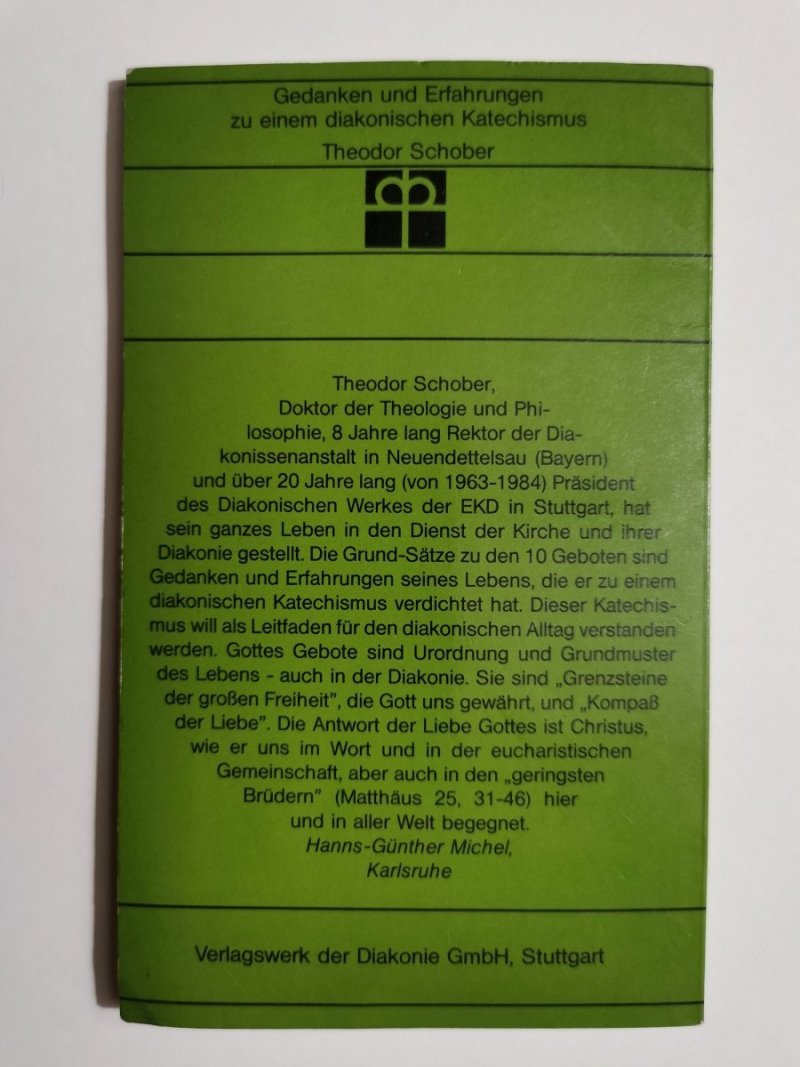 Gedanken und Erfahrungen
zu einem diakonischen Katechismus
Theodor Schober
Theodor Schober,
Doktor der Theologie und Phi-
losophie, 8 Jahre lang Rektor der Dia-
konissenanstalt in Neuendettelsau (Bayern)
und über 20 Jahre lang (von 1963-1984) Präsident
des Diakonischen Werkes der EKD in Stuttgart, hat
sein ganzes Leben in den Dienst der Kirche und ihrer
Diakonie gestellt. Die Grund-Sätze zu den 10 Geboten sind
Gedanken und Erfahrungen seines Lebens, die er zu einem
diakonischen Katechismus verdichtet hat. Dieser Katechis-
mus will als Leitfaden für den diakonischen Alltag verstanden
werden. Gottes Gebote sind Urordnung und Grundmuster
des Lebens - auch in der Diakonie. Sie sind „Grenzsteine
der großen Freiheit”, die Gott uns gewährt, und „Kompaß
der Liebe”. Die Antwort der Liebe Gottes ist Christus,
wie er uns im Wort und in der eucharistischen
Gemeinschaft, aber auch in den „geringsten
Brüdern” (Matthäus 25, 31-46) hier
und in aller Welt begegnet.
Hanns-Günther Michel,
Karlsruhe
Verlagswerk der Diakonie GmbH, Stuttgart